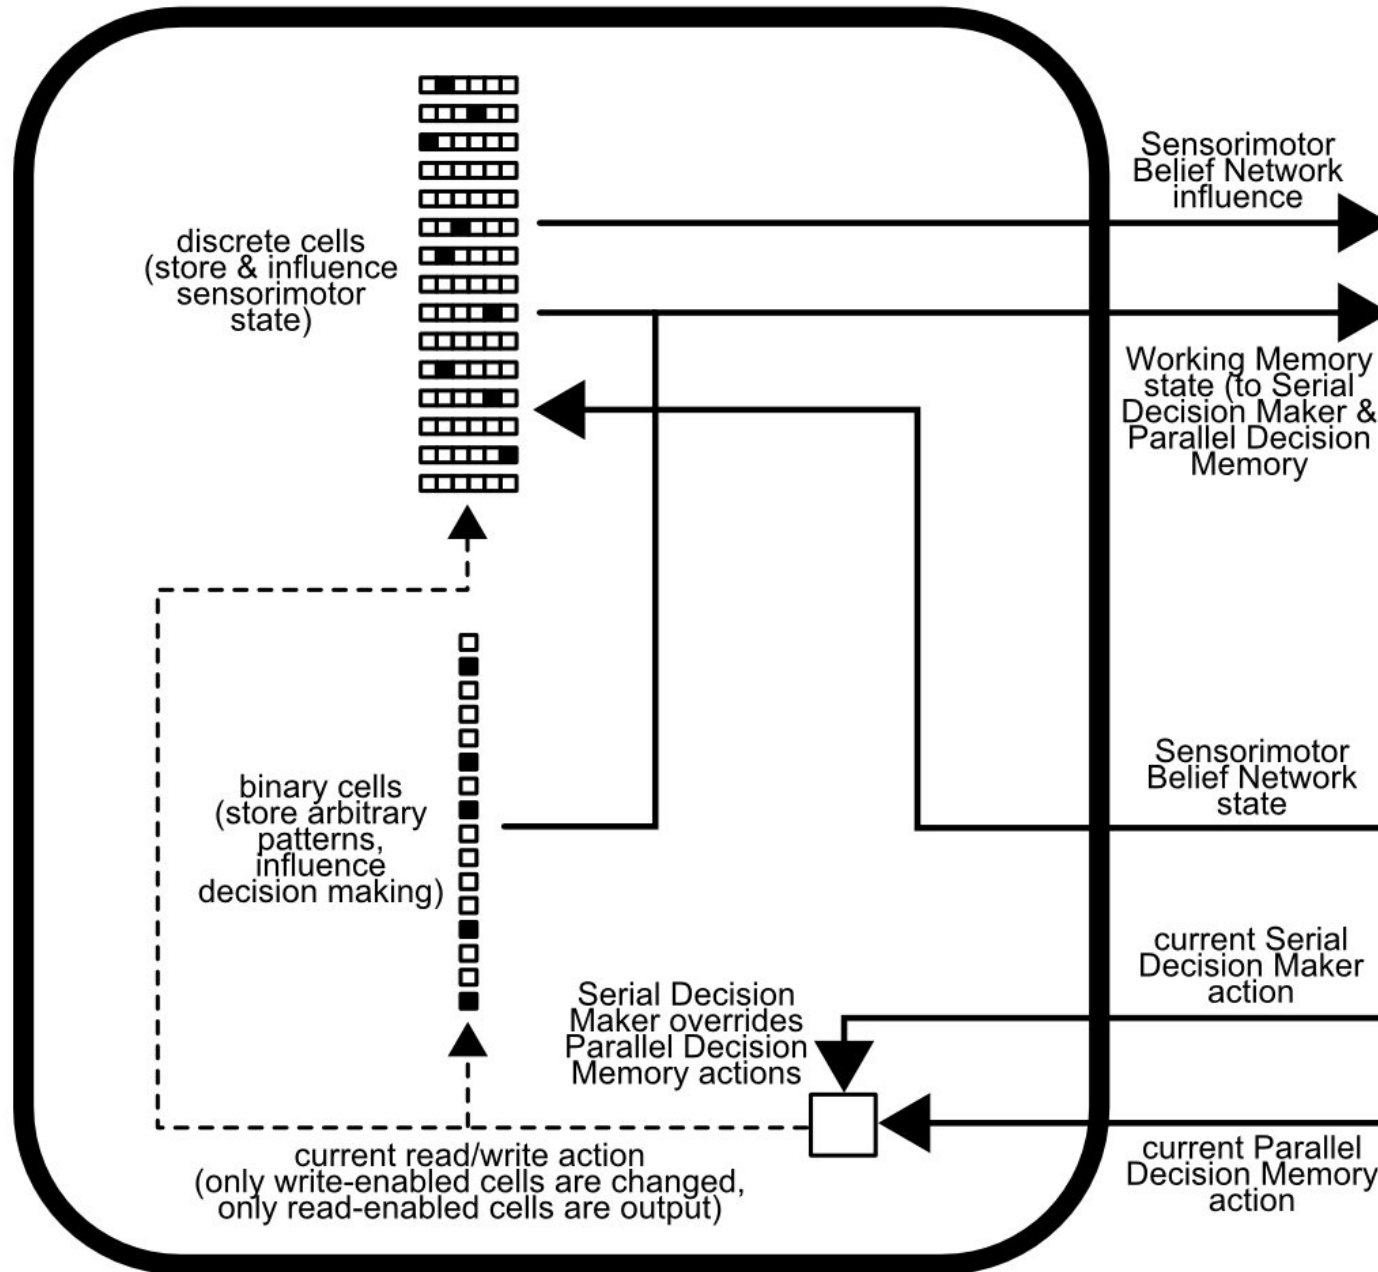 Sensorimotor
Belief Network
influence
discrete cells
(store & influence
sensorimotor
state)
Working Memory
state (to Serial
Decision Maker &
Parallel Decision
Memory
Sensorimotor
Belief Network
state
binary cells
(store arbitrary
patterns,
influence
decision making)
current Serial
Decision Maker
action
Serial Decision
Maker overrides
Parallel Decision
Memory actions
current read/write action
(only write-enabled cells are changed,
only read-enabled cells are output)
current Parallel
Decision Memory
action